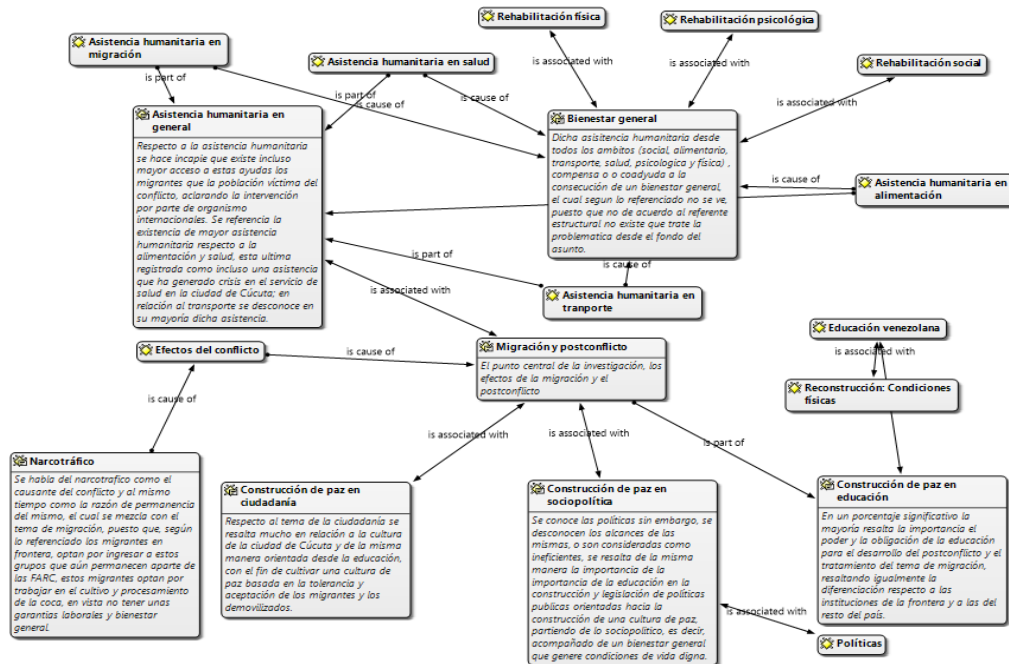 Rehabilitación física
Rehabilitación psicológica
Asistencia humanitaria en
migración
Asistencia humanitaria en salud
Rehabilitación social
is associated with
is associated with
is part of
is part of
is cause of
is cause of
is associated with
Asistencia humanitaria en
general
Respecto a la asistencia humanitaria
se hace incapie que existe incluso
mayor acceso a estas ayudas los
migrantes que la población víctima del
conflicto, aclarando la intervención
por parte de organismo
internacionales. Se referencia la
existencia de mayor asistencia
humanitaria respecto a la
alimentación y salud, esta ultima
registrada como incluso una asistencia
que ha generado crisis en el servicio de
salud en la ciudad de Cúcuta; en
relación al transporte se desconoce en
su mayoría dicha asistencia.
Bienestar general
Dicha asisitencia humanitaria desde
todos los ambitos (social, alimentario,
transporte, salud, psicologica y física) ,
compensa o o coadyuda a la
consecución de un bienestar general,
el cual segun lo referenciado no se ve,
puesto que no de acuerdo al referente
estructural no existe que trate la
problematica desde el fondo del
asunto.
is cause of
Asistencia humanitaria en
alimentación
is part of
is cause of
is associated with
Asistencia humanitaria en
tranporte
Efectos del conflicto
is cause of
Migración y postconflicto
El punto central de la investigación, los
efectos de la migración y el
postconflicto
Educación venezolana
is associated with
Reconstrucción: Condiciones
físicas
is cause of
is associated with
is associated with
is part of
Narcotráfico
Se habla del narcotrafico como el
causante del conflicto y al mismo
tiempo como la razón de permanencia
del mismo, el cual se mezcla con el
tema de migración, puesto que, según
lo referenciado los migrantes en
frontera, optan por ingresar a estos
grupos que aún permanecen aparte de
las FARC, estos migrantes optan por
trabajar en el cultivo y procesamiento
de la coca, en vista no tener unas
garantias laborales y bienestar
general.
Construcción de paz en
ciudadanía
Respecto al tema de la ciudadanía se
resalta mucho en relación a la cultura
de la ciudad de Cúcuta y de la misma
manera orientada desde la educación,
con el fin de cultivar una cultura de
paz basada en la tolerancia y
aceptación de los migrantes y los
demovilizados.
Construcción de paz en
sociopolítica
Se conoce las políticas sin embargo, se
desconocen los alcances de las
mismas, o son consideradas como
ineficientes, se resalta de la misma
manera la importancia de la
importancia de la educación en la
construcción y legislación de políticas
publicas orientadas hacia la
construcción de una cultura de paz,
partiendo de lo sociopolítico, es decir,
acompañado de un bienestar general
que genere condiciones de vida digna.
Construcción de paz en
educación
En un porcentaje significativo la
mayoría resalta la importancia el
poder y la obligación de la educación
para el desarrollo del postconflicto y el
tratamiento del tema de migración,
resaltando igualmente la
diferenciación respecto a las
instituciones de la frontera y a las del
resto del país.
is associated with
Políticas